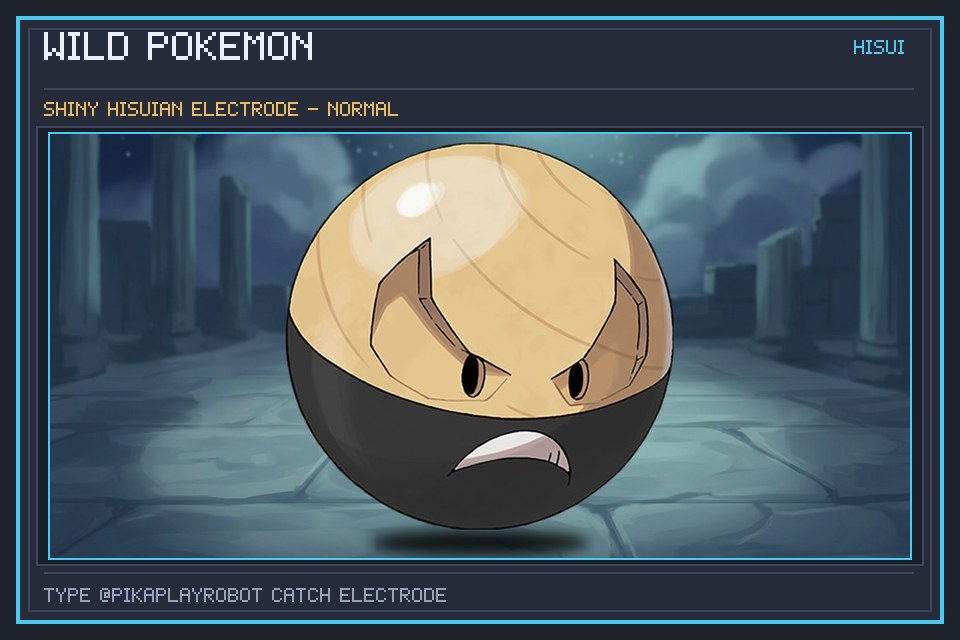 WILD POKEMON
HISUI
SHINY HISUIAN ELECTRODE - NORMAL
TYPE @PIKAPLAYROBOT CATCH ELECTRODE